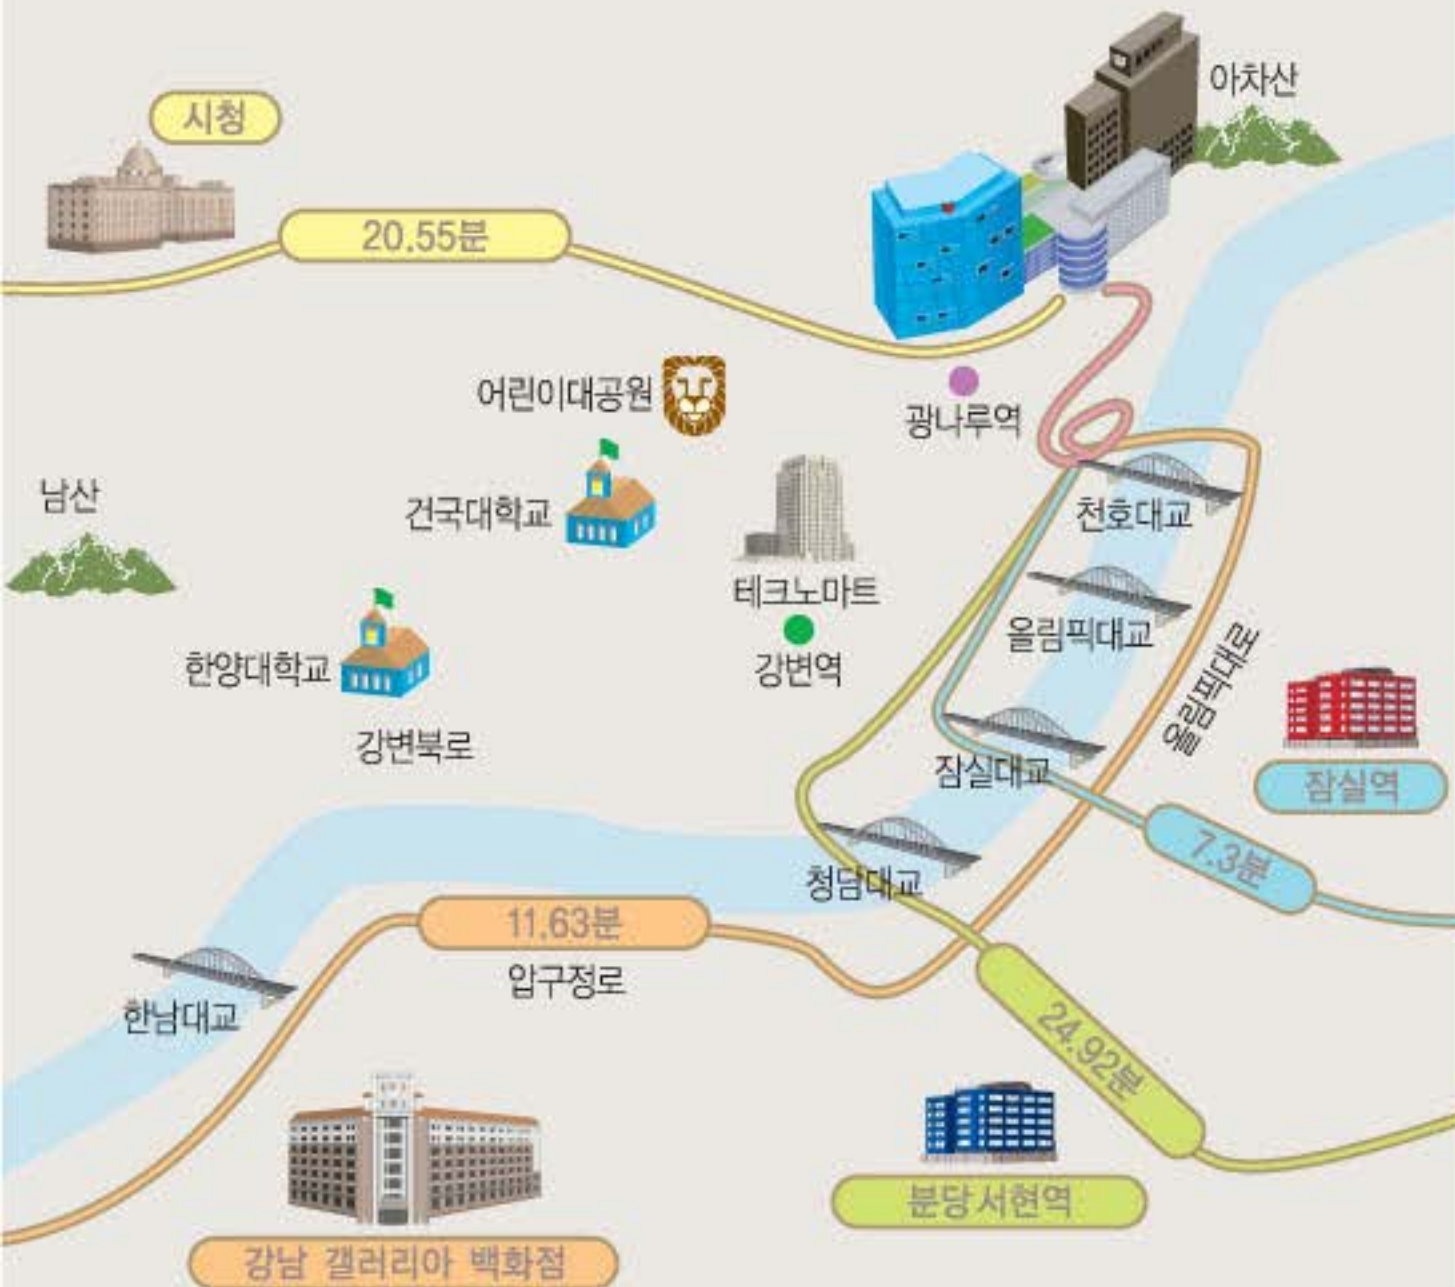 아차산
시청
20.55분
어린이대공원
광나루역
남산
건국대학교
천호대교
테크노마트
올림픽대교
강변역
한양대학교
올림픽대로
강변북로
잠실대교
잠실역
7.3분
청담대교
11.63분
압구정로
한남대교
24.92분
분당 서현역
강남 갤러리아 백화점